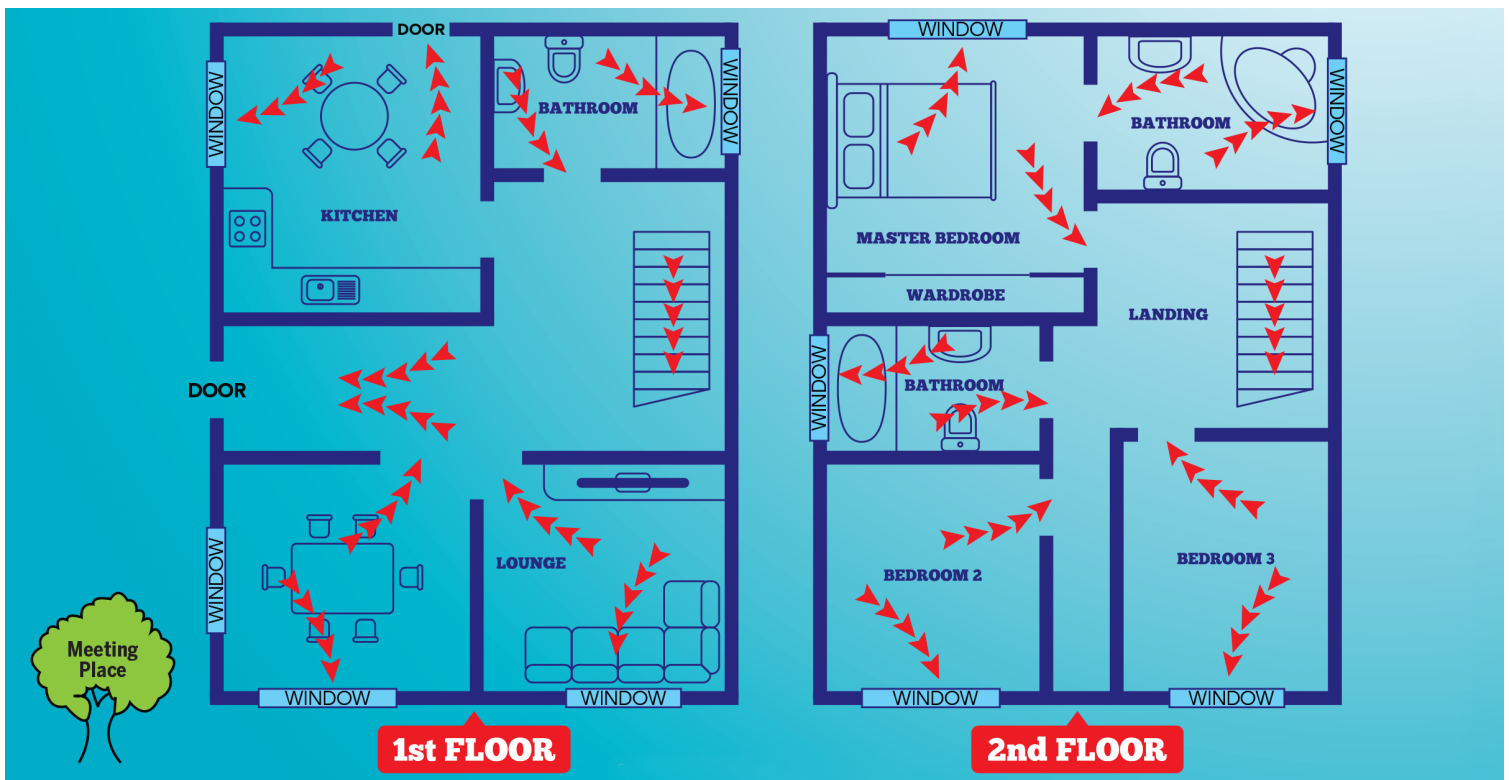 DOOR
WINDOW
WINDOW
BATHROOM
KITCHEN
DOOR
WINDOW
LOUNGE
WINDOW
WINDOW
Meeting
Place
1st FLOOR
WINDOW
WINDOW
BATHROOM
MASTER BEDROOM
WARDROBE
LANDING
WINDOW
BATHROOM
BEDROOM 2
BEDROOM 3
WINDOW
WINDOW
2nd FLOOR